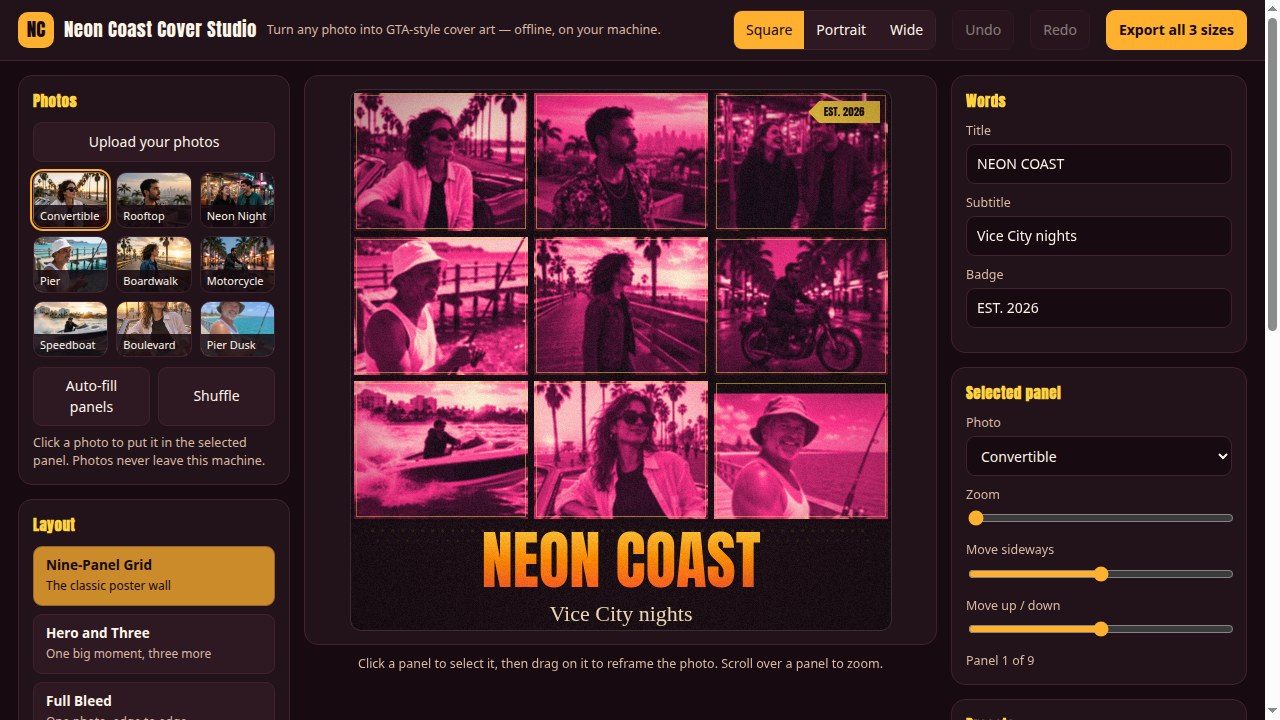 NC
Neon Coast Cover Studio
Turn any photo into GTA-style cover art — offline, on your machine.
Square
Portrait
Wide
Undo
Redo
Export all 3 sizes
Photos
Upload your photos
Convertible
Rooftop
Neon Night
Pier
Boardwalk
Motorcycle
Speedboat
Boulevard
Pier Dusk
Auto-fill
panels
Shuffle
Click a photo to put it in the selected
panel. Photos never leave this machine.
Layout
Nine-Panel Grid
The classic poster wall
Hero and Three
One big moment, three more
Full Bleed
One photo, edge to edge
EST. 2026
NEON COAST
Vice City nights
Click a panel to select it, then drag on it to reframe the photo. Scroll over a panel to zoom.
Words
Title
NEON COAST
Subtitle
Vice City nights
Badge
EST. 2026
Selected panel
Photo
Convertible
Zoom
Move sideways
Move up / down
Panel 1 of 9